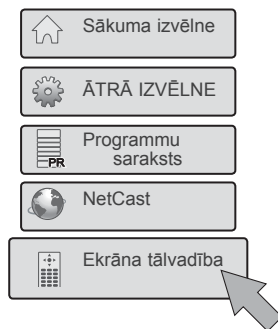 Sākuma izvēlne
ĀTRĀ IZVĒLNE
PR
Programmu
saraksts
NetCast
Ekrāna tālvadība